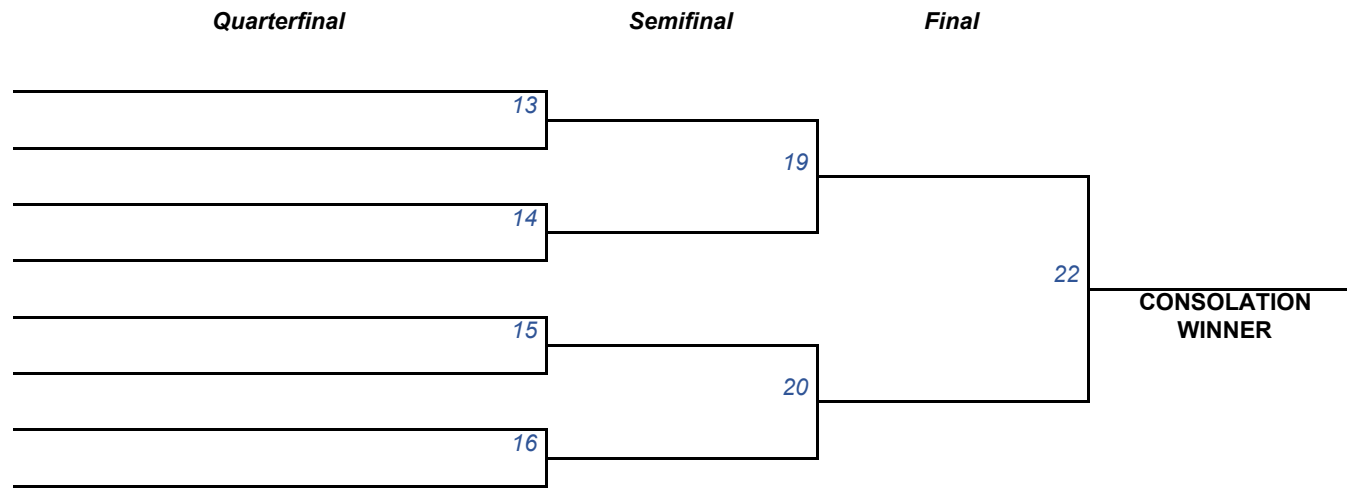 Quarterfinal Semifinal Final
13
19
14
22
CONSOLATION
WINNER
15
20
16